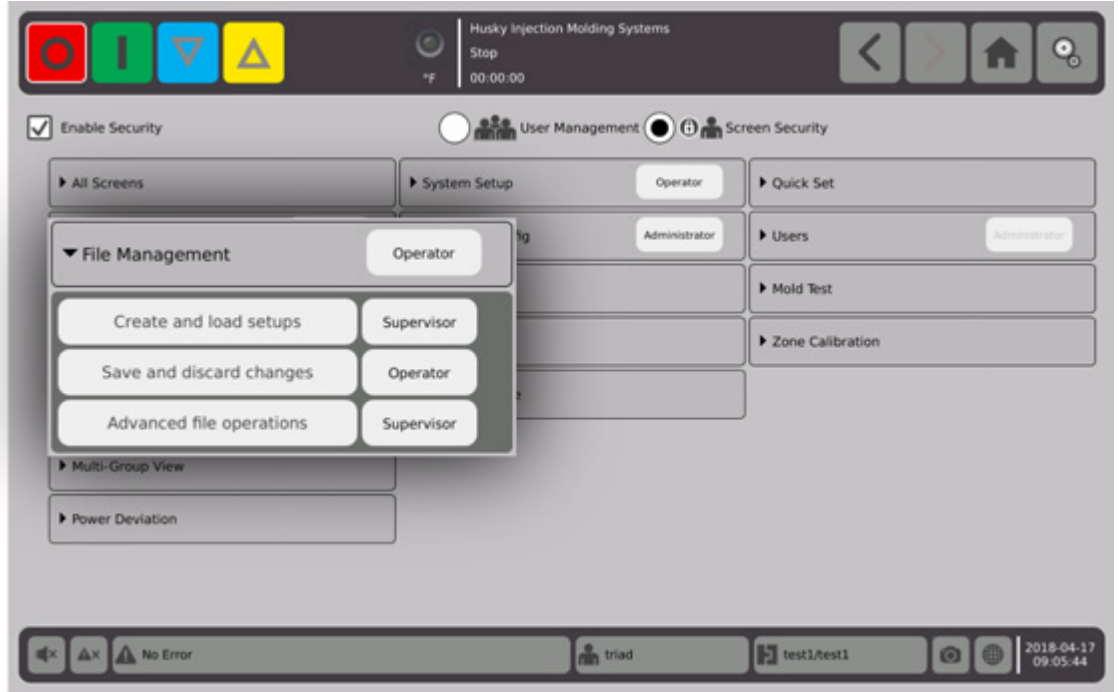 Husky Injection Molding Systems
Stop
°F
00:00:00
Enable Security
User Management
Screen Security
All Screens
System Setup
Operator
Quick Set
File Management
Operator
Create and load setups
Supervisor
Save and discard changes
Operator
Advanced file operations
Supervisor
Administrator
Users
Administrator
Mold Test
Zone Calibration
Multi-Group View
Power Deviation
No Error
triad
test1/test1
2018-04-17
09:05:44